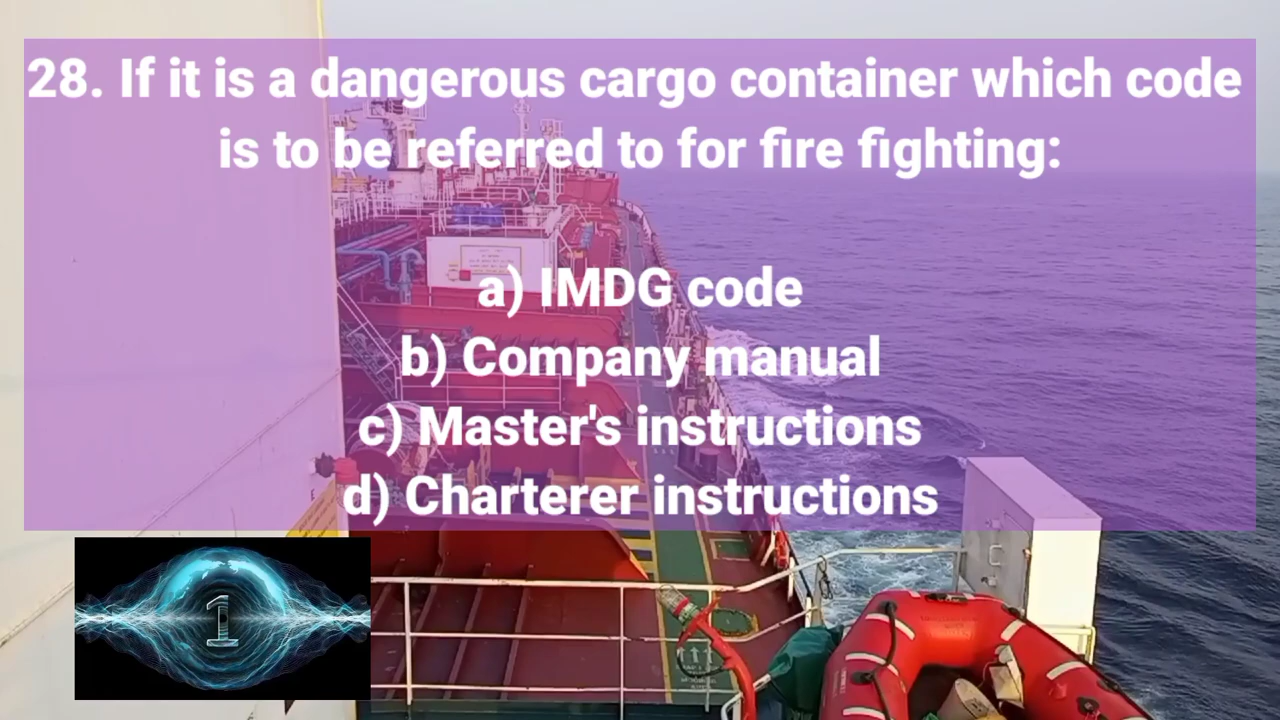 28. If it is a dangerous cargo container which code
is to be referred to for fire fighting:
a) IMDG code
b) Company manual
c) Master's instructions
d) Charterer instructions
1